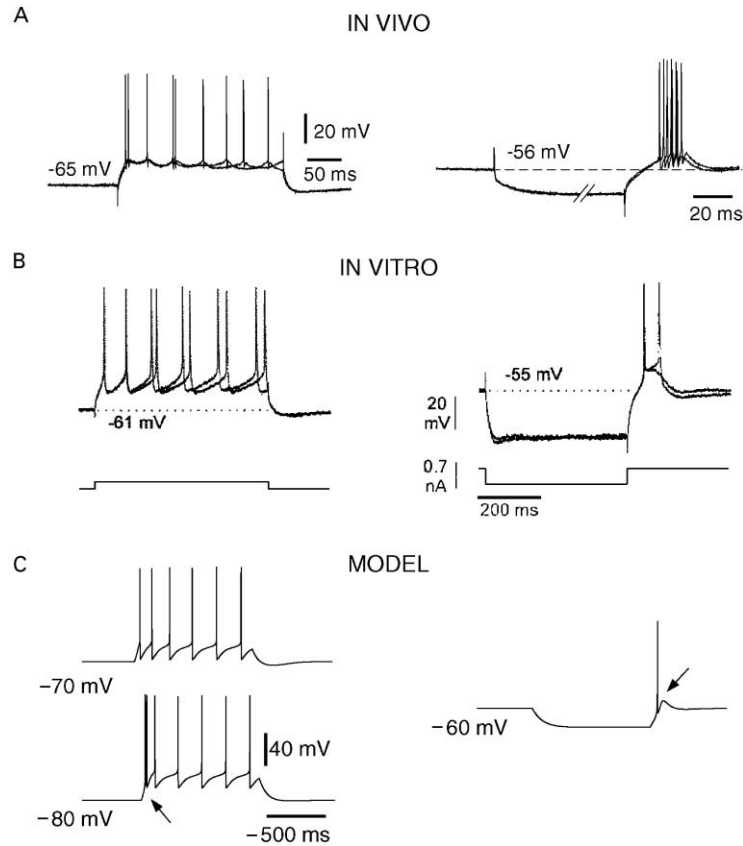 A
IN VIVO
-65 mV
20 mV
50 ms
-56 mV
20 ms
B
IN VITRO
-61 mV
-55 mV
20
mV
0.7
nA
200 ms
C
MODEL
−70 mV
−80 mV
40 mV
−500 ms
−60 mV